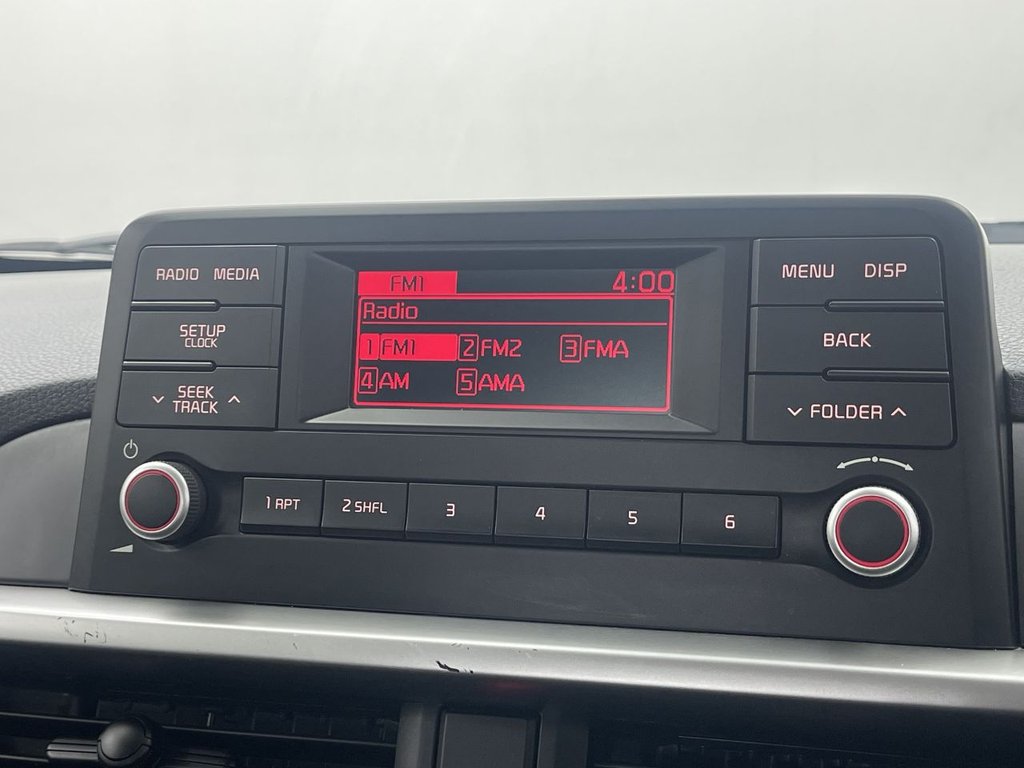 RADIO MEDIA
SETUP
CLOCK
SEEK
TRACK
FM1 4:00
Radio
1 FM1 2 FM2 3 FMA
4 AM 5 AMA
MENU DISP
BACK
FOLDER
1 RPT 2 SHFL 3 4 5 6